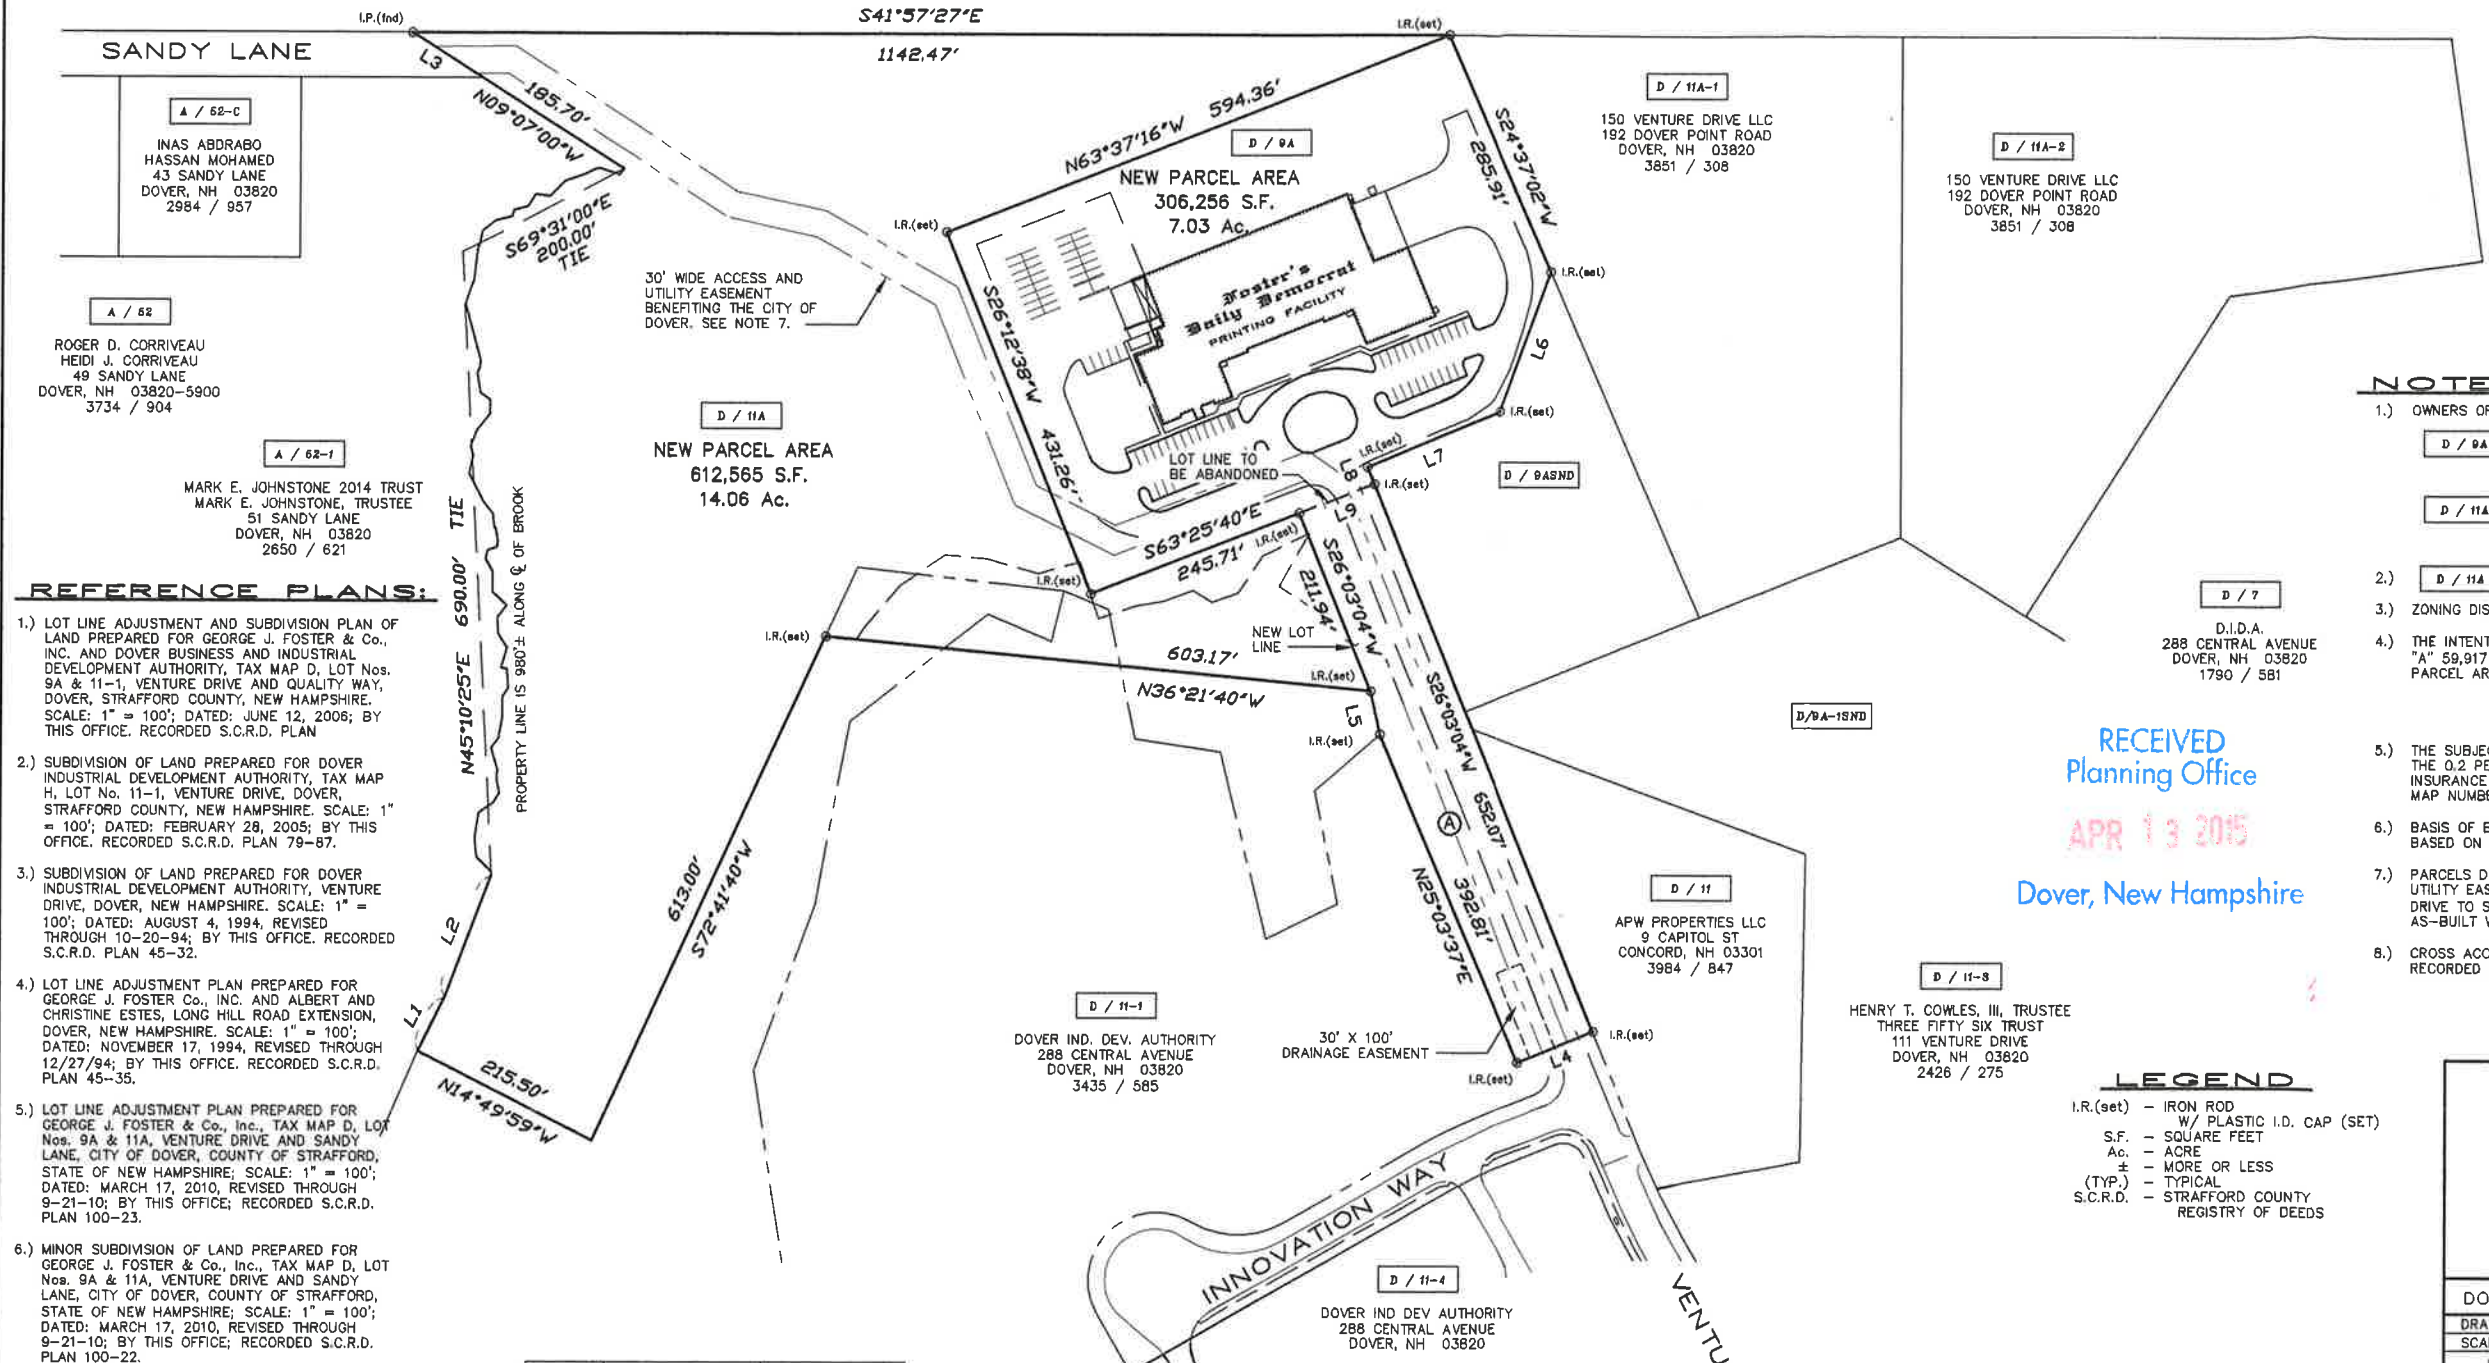 I.P.(fnd)
S41°57'27"E
1142.47'
I.R.(set)
SANDY LANE
L3
185.70'
N09°07'00"W
A / 52-C
INAS ABDRABO
HASSAN MOHAMED
43 SANDY LANE
DOVER, NH 03820
2984 / 957
S69°31'00"E
200.00'
TIE
N63°37'16"W 594.36'
D / 9A
NEW PARCEL AREA
306,256 S.F.
7.03 Ac.
S24°37'02"W
285.91'
D / 11A-1
150 VENTURE DRIVE LLC
192 DOVER POINT ROAD
DOVER, NH 03820
3851 / 308
D / 11A-2
150 VENTURE DRIVE LLC
192 DOVER POINT ROAD
DOVER, NH 03820
3851 / 308
I.R.(set)
30' WIDE ACCESS AND
UTILITY EASEMENT
BENEFITING THE CITY OF
DOVER. SEE NOTE 7.
S26°12'38"W
431.26'
Foster's
Daily Democrat
PRINTING FACILITY
I.R.(set)
L6
I.R.(set)
A / 52
ROGER D. CORRIVEAU
HEIDI J. CORRIVEAU
49 SANDY LANE
DOVER, NH 03820-5900
3734 / 904
D / 11A
NEW PARCEL AREA
612,565 S.F.
14.06 Ac.
A / 52-1
MARK E. JOHNSTONE 2014 TRUST
MARK E. JOHNSTONE, TRUSTEE
51 SANDY LANE
DOVER, NH 03820
2650 / 621
N45°10'25"E 690.00' TIE
PROPERTY LINE IS 980'± ALONG ℄ OF BROOK
LOT LINE TO
BE ABANDONED
I.R.(set)
L8
L7
I.R.(set)
L9
D / 9ASND
S63°25'40"E
245.71'
I.R.(set)
I.R.(set)
S26°03'04"W
211.94'
NEW LOT
LINE
I.R.(set)
603.17'
N36°21'40"W
I.R.(set)
L5
I.R.(set)
S26°03'04"W
652.07'
A
392.81'
N25°03'37"E
D/9A-1SND
D / 7
D.I.D.A.
288 CENTRAL AVENUE
DOVER, NH 03820
1790 / 581
613.00'
S72°41'40"W
L2
L1
215.50'
N14°49'59"W
D / 11
APW PROPERTIES LLC
9 CAPITOL ST
CONCORD, NH 03301
3984 / 847
D / 11-1
DOVER IND. DEV. AUTHORITY
288 CENTRAL AVENUE
DOVER, NH 03820
3435 / 585
30' X 100'
DRAINAGE EASEMENT
I.R.(set)
L4
I.R.(set)
D / 11-3
HENRY T. COWLES, III, TRUSTEE
THREE FIFTY SIX TRUST
111 VENTURE DRIVE
DOVER, NH 03820
2426 / 275
INNOVATION WAY
D / 11-4
DOVER IND DEV AUTHORITY
288 CENTRAL AVENUE
DOVER, NH 03820
VENTU
REFERENCE PLANS:
1.) LOT LINE ADJUSTMENT AND SUBDIVISION PLAN OF
LAND PREPARED FOR GEORGE J. FOSTER & Co.,
INC. AND DOVER BUSINESS AND INDUSTRIAL
DEVELOPMENT AUTHORITY, TAX MAP D, LOT Nos.
9A & 11-1, VENTURE DRIVE AND QUALITY WAY,
DOVER, STRAFFORD COUNTY, NEW HAMPSHIRE.
SCALE: 1" = 100'; DATED: JUNE 12, 2006; BY
THIS OFFICE. RECORDED S.C.R.D. PLAN
2.) SUBDIVISION OF LAND PREPARED FOR DOVER
INDUSTRIAL DEVELOPMENT AUTHORITY, TAX MAP
H, LOT No. 11-1, VENTURE DRIVE, DOVER,
STRAFFORD COUNTY, NEW HAMPSHIRE. SCALE: 1"
= 100'; DATED: FEBRUARY 28, 2005; BY THIS
OFFICE. RECORDED S.C.R.D. PLAN 79-87.
3.) SUBDIVISION OF LAND PREPARED FOR DOVER
INDUSTRIAL DEVELOPMENT AUTHORITY, VENTURE
DRIVE, DOVER, NEW HAMPSHIRE. SCALE: 1" =
100'; DATED: AUGUST 4, 1994, REVISED
THROUGH 10-20-94; BY THIS OFFICE. RECORDED
S.C.R.D. PLAN 45-32.
4.) LOT LINE ADJUSTMENT PLAN PREPARED FOR
GEORGE J. FOSTER Co., INC. AND ALBERT AND
CHRISTINE ESTES, LONG HILL ROAD EXTENSION,
DOVER, NEW HAMPSHIRE. SCALE: 1" = 100';
DATED: NOVEMBER 17, 1994, REVISED THROUGH
12/27/94; BY THIS OFFICE. RECORDED S.C.R.D.
PLAN 45-35.
5.) LOT LINE ADJUSTMENT PLAN PREPARED FOR
GEORGE J. FOSTER & Co., Inc., TAX MAP D, LOT
Nos. 9A & 11A, VENTURE DRIVE AND SANDY
LANE, CITY OF DOVER, COUNTY OF STRAFFORD,
STATE OF NEW HAMPSHIRE; SCALE: 1" = 100';
DATED: MARCH 17, 2010, REVISED THROUGH
9-21-10; BY THIS OFFICE; RECORDED S.C.R.D.
PLAN 100-23.
6.) MINOR SUBDIVISION OF LAND PREPARED FOR
GEORGE J. FOSTER & Co., Inc., TAX MAP D, LOT
Nos. 9A & 11A, VENTURE DRIVE AND SANDY
LANE, CITY OF DOVER, COUNTY OF STRAFFORD,
STATE OF NEW HAMPSHIRE; SCALE: 1" = 100';
DATED: MARCH 17, 2010, REVISED THROUGH
9-21-10; BY THIS OFFICE; RECORDED S.C.R.D.
PLAN 100-22.
NOTE
1.) OWNERS OF
D / 9A
D / 11A
2.) D / 11A
3.) ZONING DIS
4.) THE INTENT
"A" 59,917
PARCEL AR
5.) THE SUBJE
THE 0.2 PE
INSURANCE
MAP NUMBE
6.) BASIS OF B
BASED ON
7.) PARCELS D
UTILITY EAS
DRIVE TO S
AS-BUILT W
8.) CROSS ACC
RECORDED
RECEIVED
Planning Office
APR 13 2015
Dover, New Hampshire
LEGEND
I.R.(set) - IRON ROD
W/ PLASTIC I.D. CAP (SET)
S.F. - SQUARE FEET
Ac. - ACRE
± - MORE OR LESS
(TYP.) - TYPICAL
S.C.R.D. - STRAFFORD COUNTY
REGISTRY OF DEEDS
DO
DRA
SCA